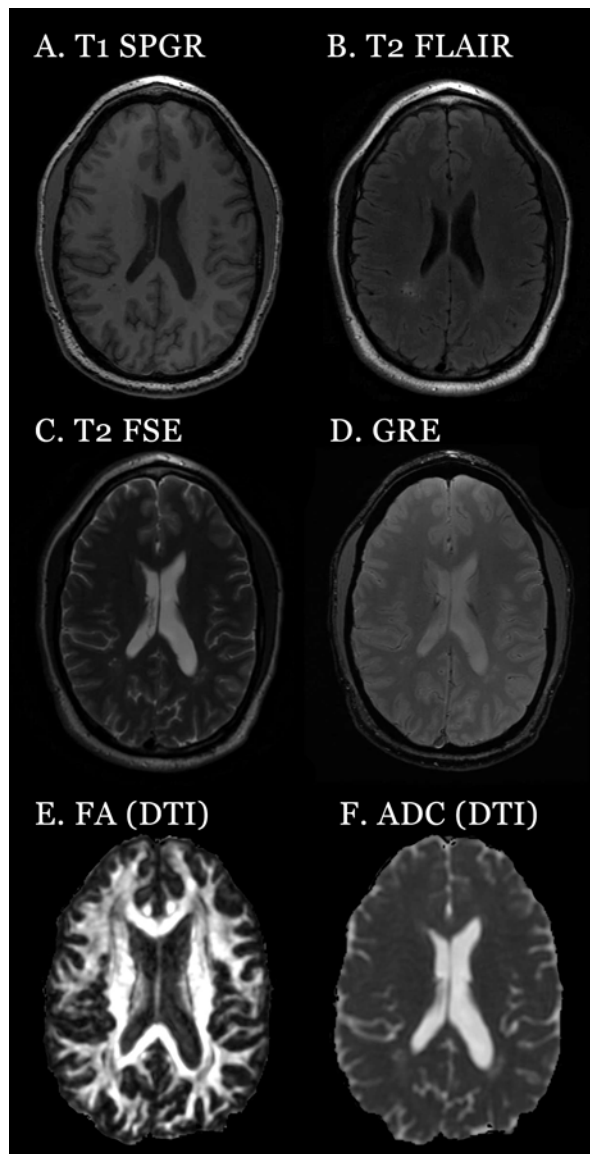 A. T1 SPGR
B. T2 FLAIR
C. T2 FSE
D. GRE
E. FA (DTI)
F. ADC (DTI)